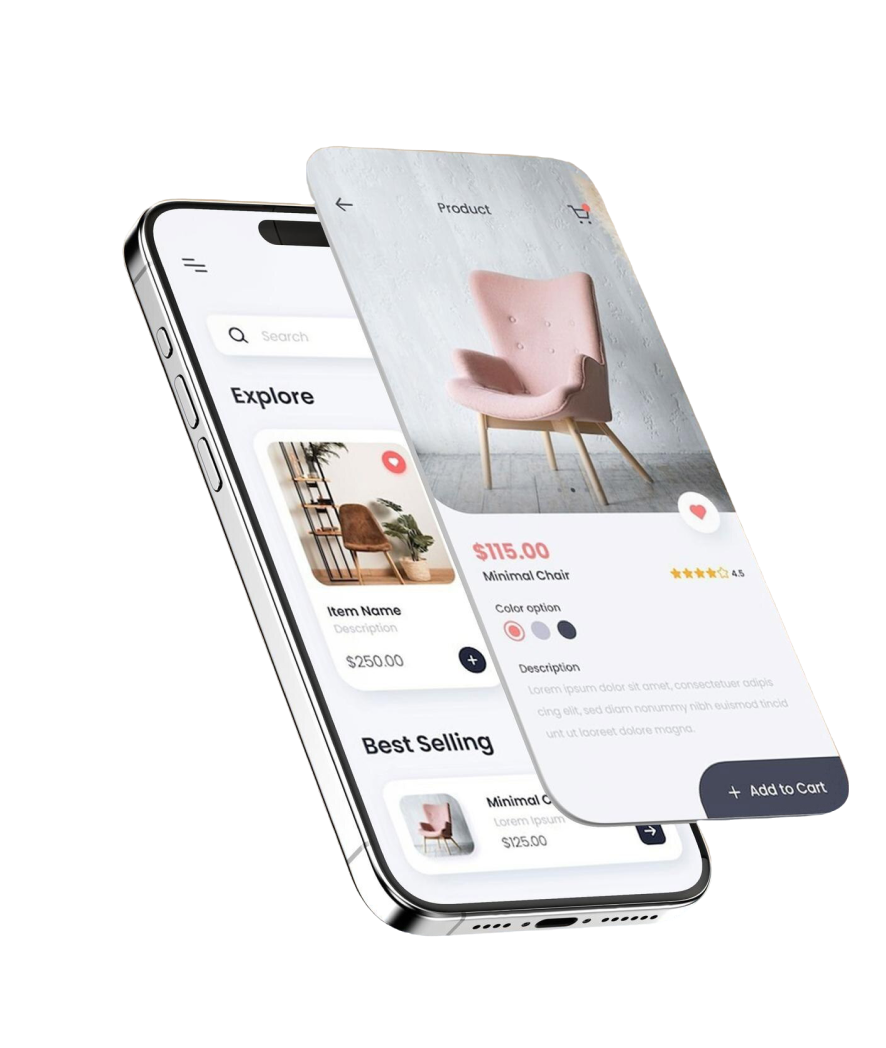 Search
Explore
Item Name
Description
$250.00
Best Selling
Minimal C
Lorem Ipsum
$125.00
Product
$115.00
Minimal Chair
4.5
Color option
Description
Lorem ipsum dolor sit amet, consectetuer adipis
cing elit, sed diam nonummy nibh euismod tincid
unt ut laoreet dolore magna.
+ Add to Cart